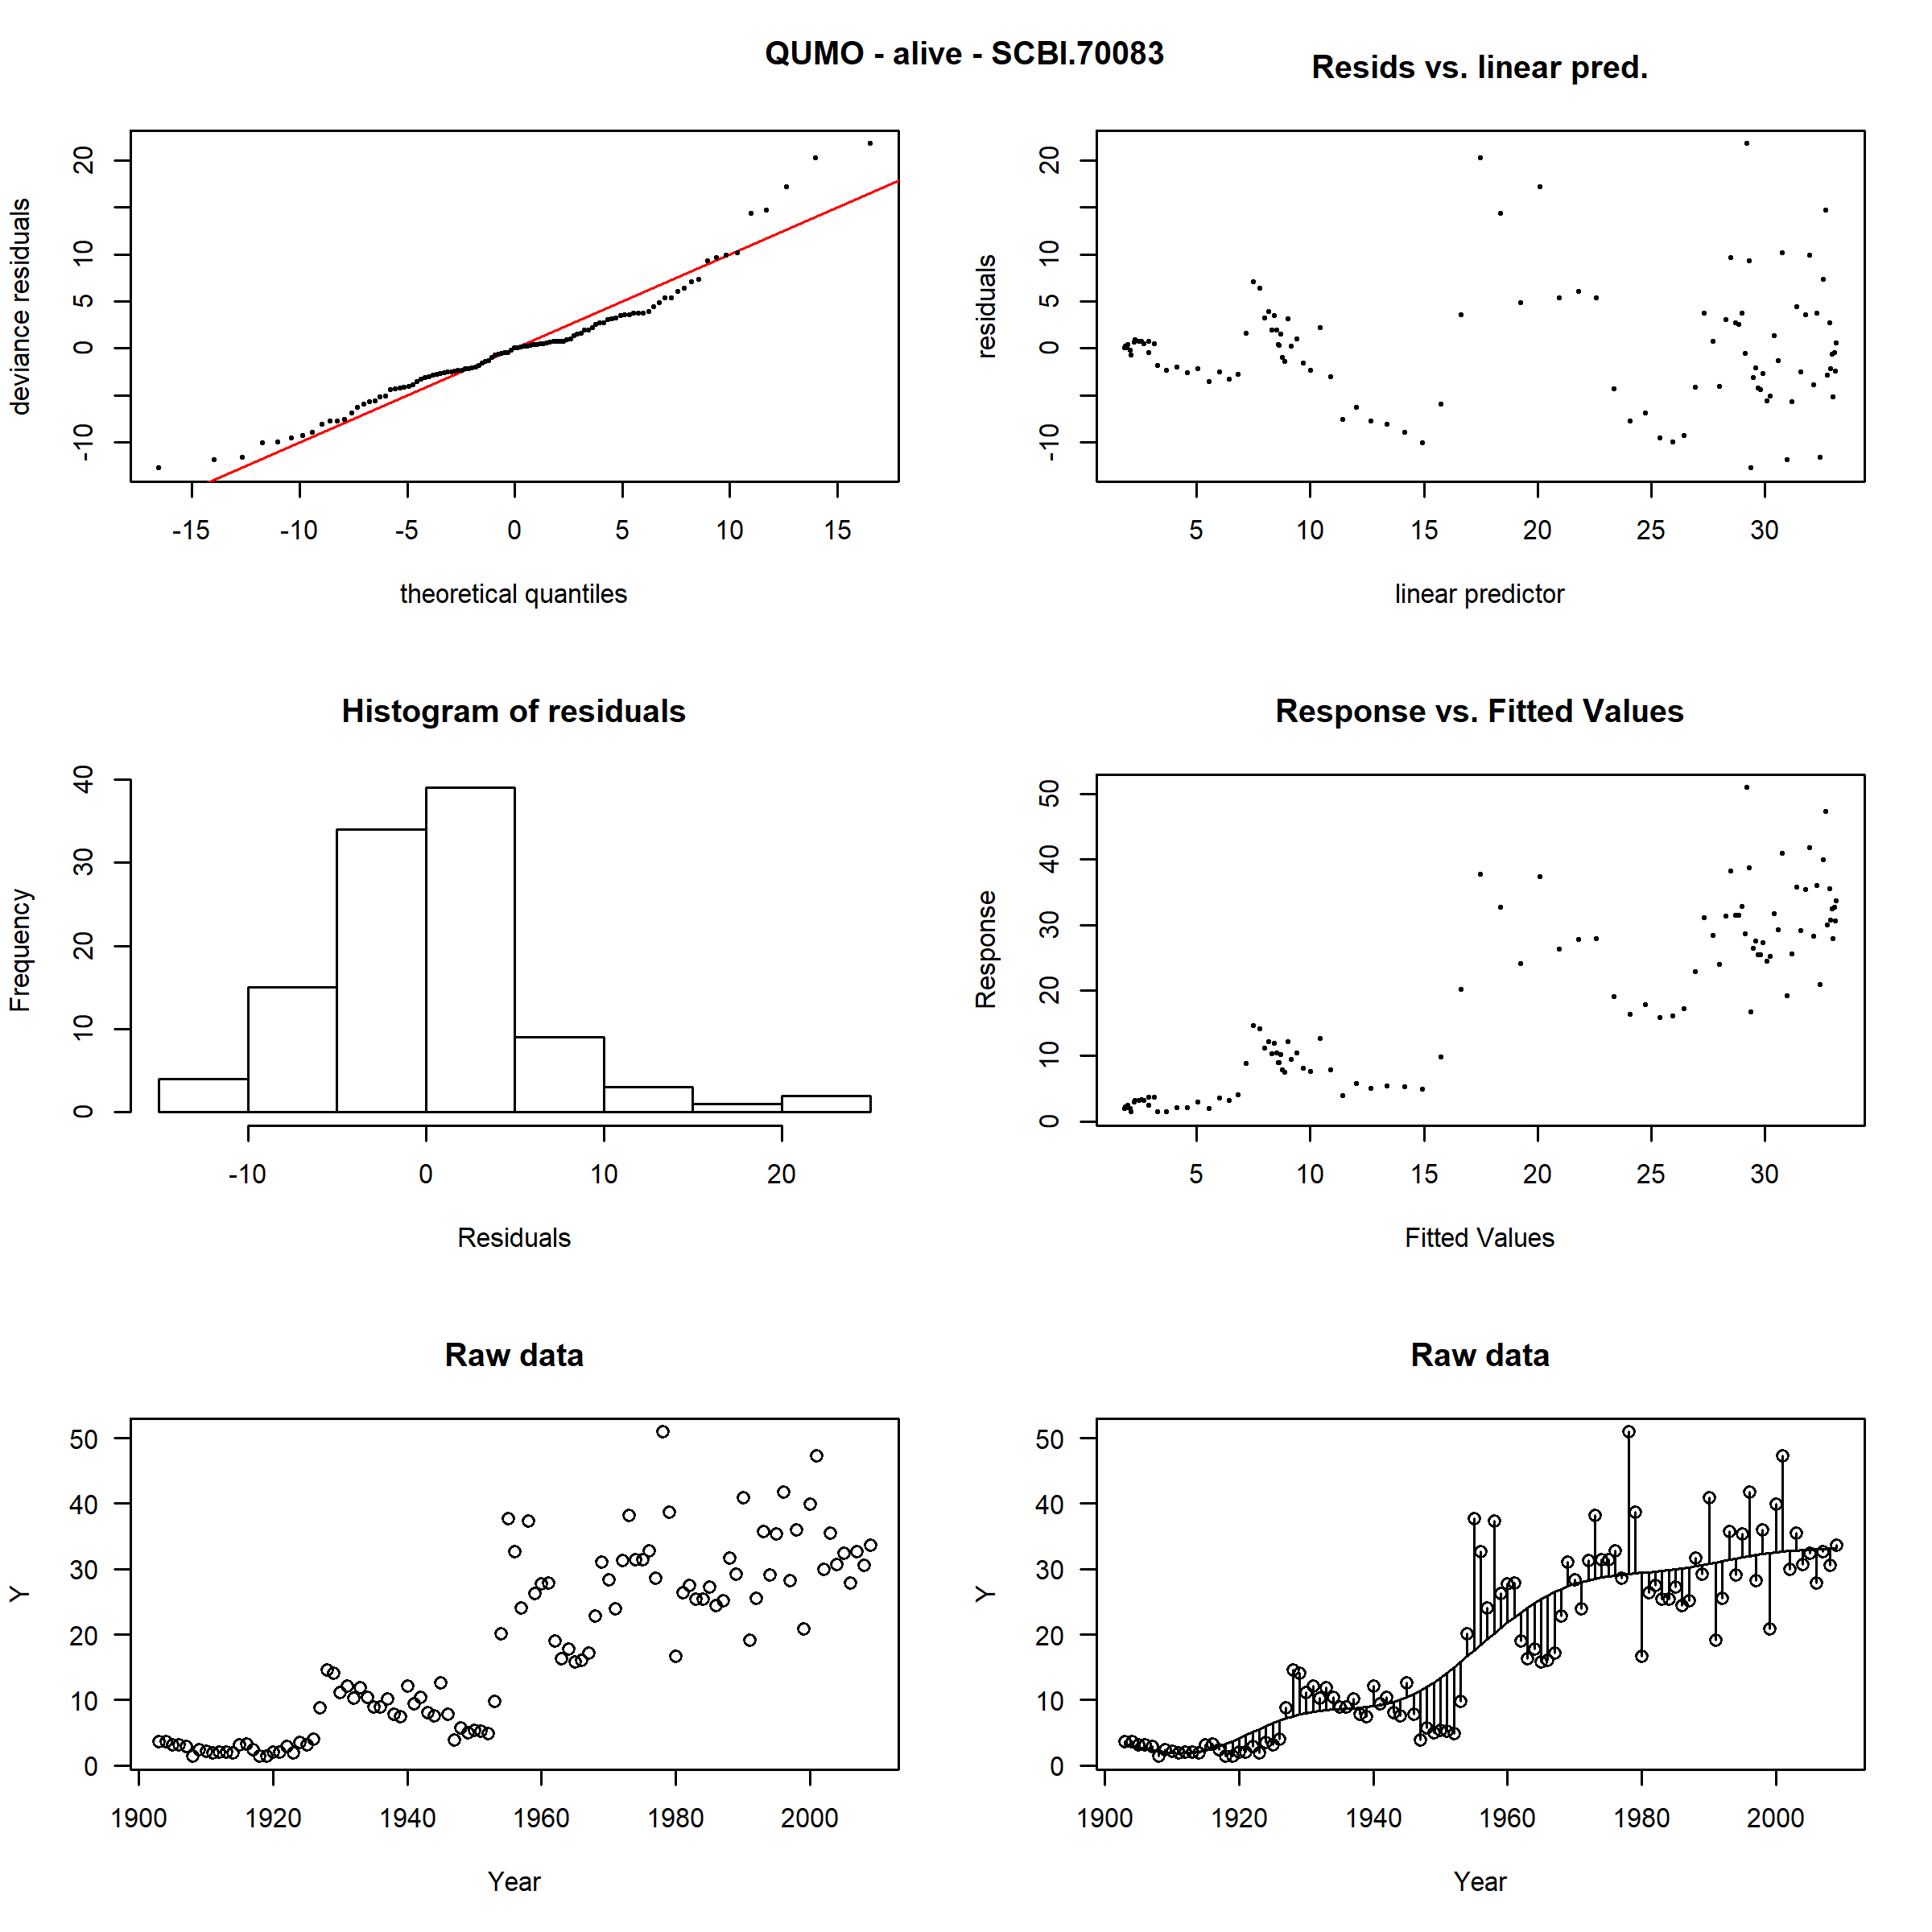 QUMO - alive - SCBI.70083
Resids vs. linear pred.
deviance residuals
-10 0 5 10 20
-15 -10 -5 0 5 10 15
theoretical quantiles
residuals
-10 0 5 10 20
5 10 15 20 25 30
linear predictor
Histogram of residuals
Frequency
0 10 20 30 40
-10 0 10 20
Residuals
Response vs. Fitted Values
Response
0 10 20 30 40 50
5 10 15 20 25 30
Fitted Values
Raw data
Y
0 10 20 30 40 50
1900 1920 1940 1960 1980 2000
Year
Raw data
Y
0 10 20 30 40 50
1900 1920 1940 1960 1980 2000
Year